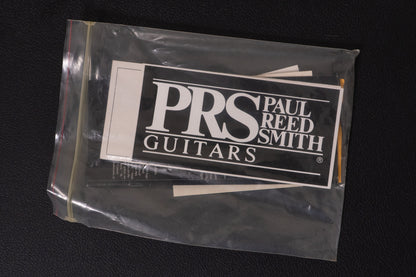 PRS PAUL
REED
SMITH
GUITARS ®